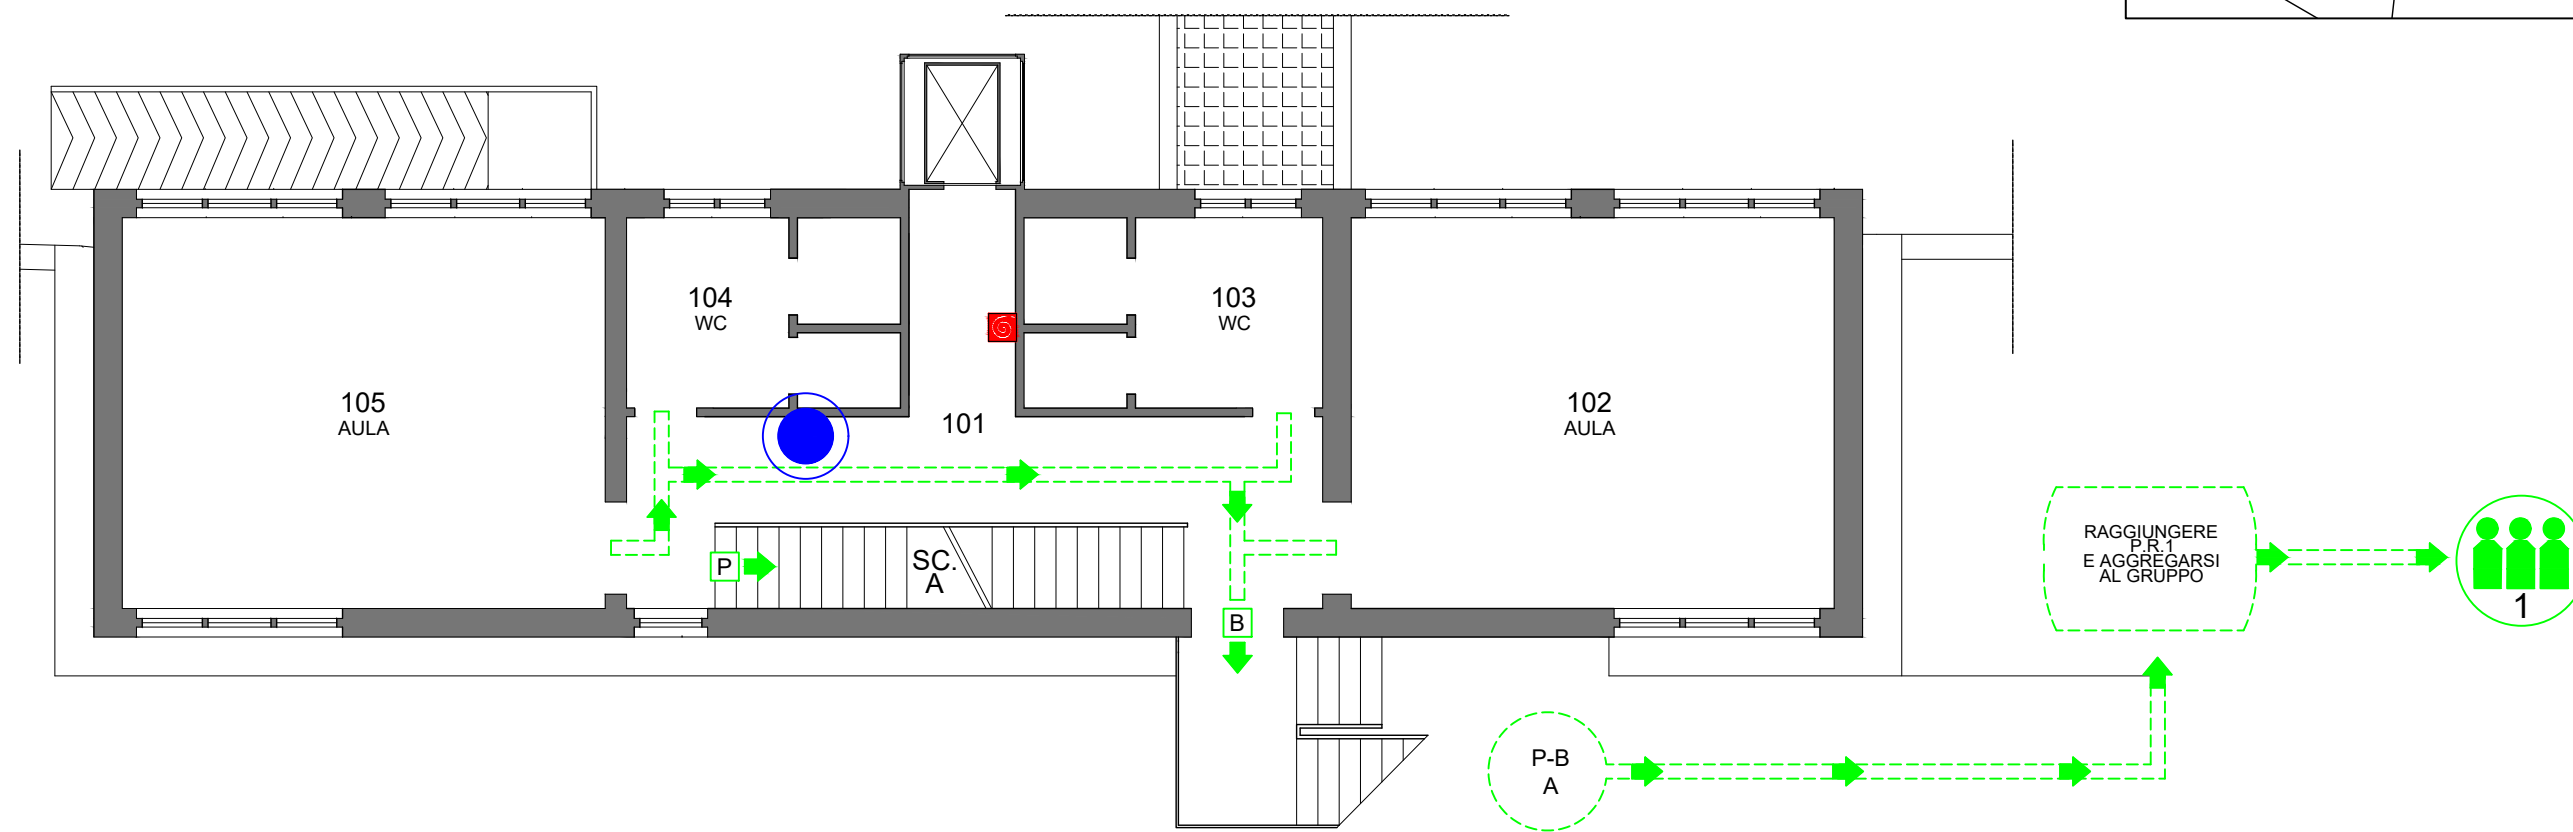 104
WC
103
WC
105
AULA
101
102
AULA
P
SC.
A
B
RAGGIUNGERE
P.R.1
E AGGREGARSI
AL GRUPPO
1
P-B
A